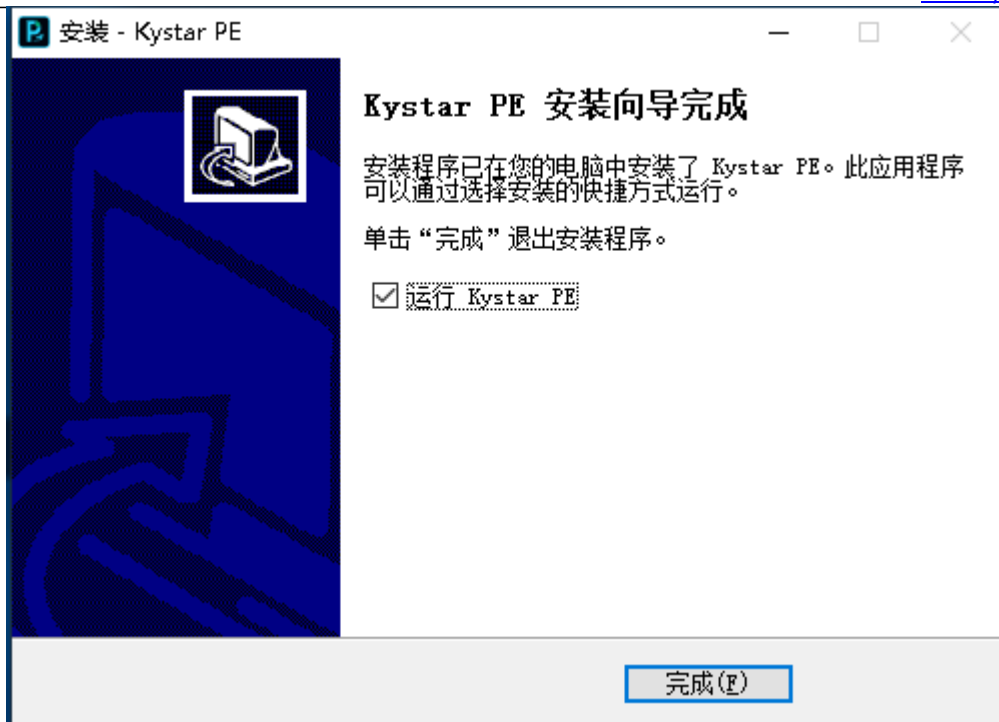 安装 - Kystar PE
Kystar PE 安装向导完成
安装程序已在您的电脑中安装了 Kystar PE。此应用程序
可以通过选择安装的快捷方式运行。
单击“完成”退出安装程序。
运行 Kystar PE
完成(F)